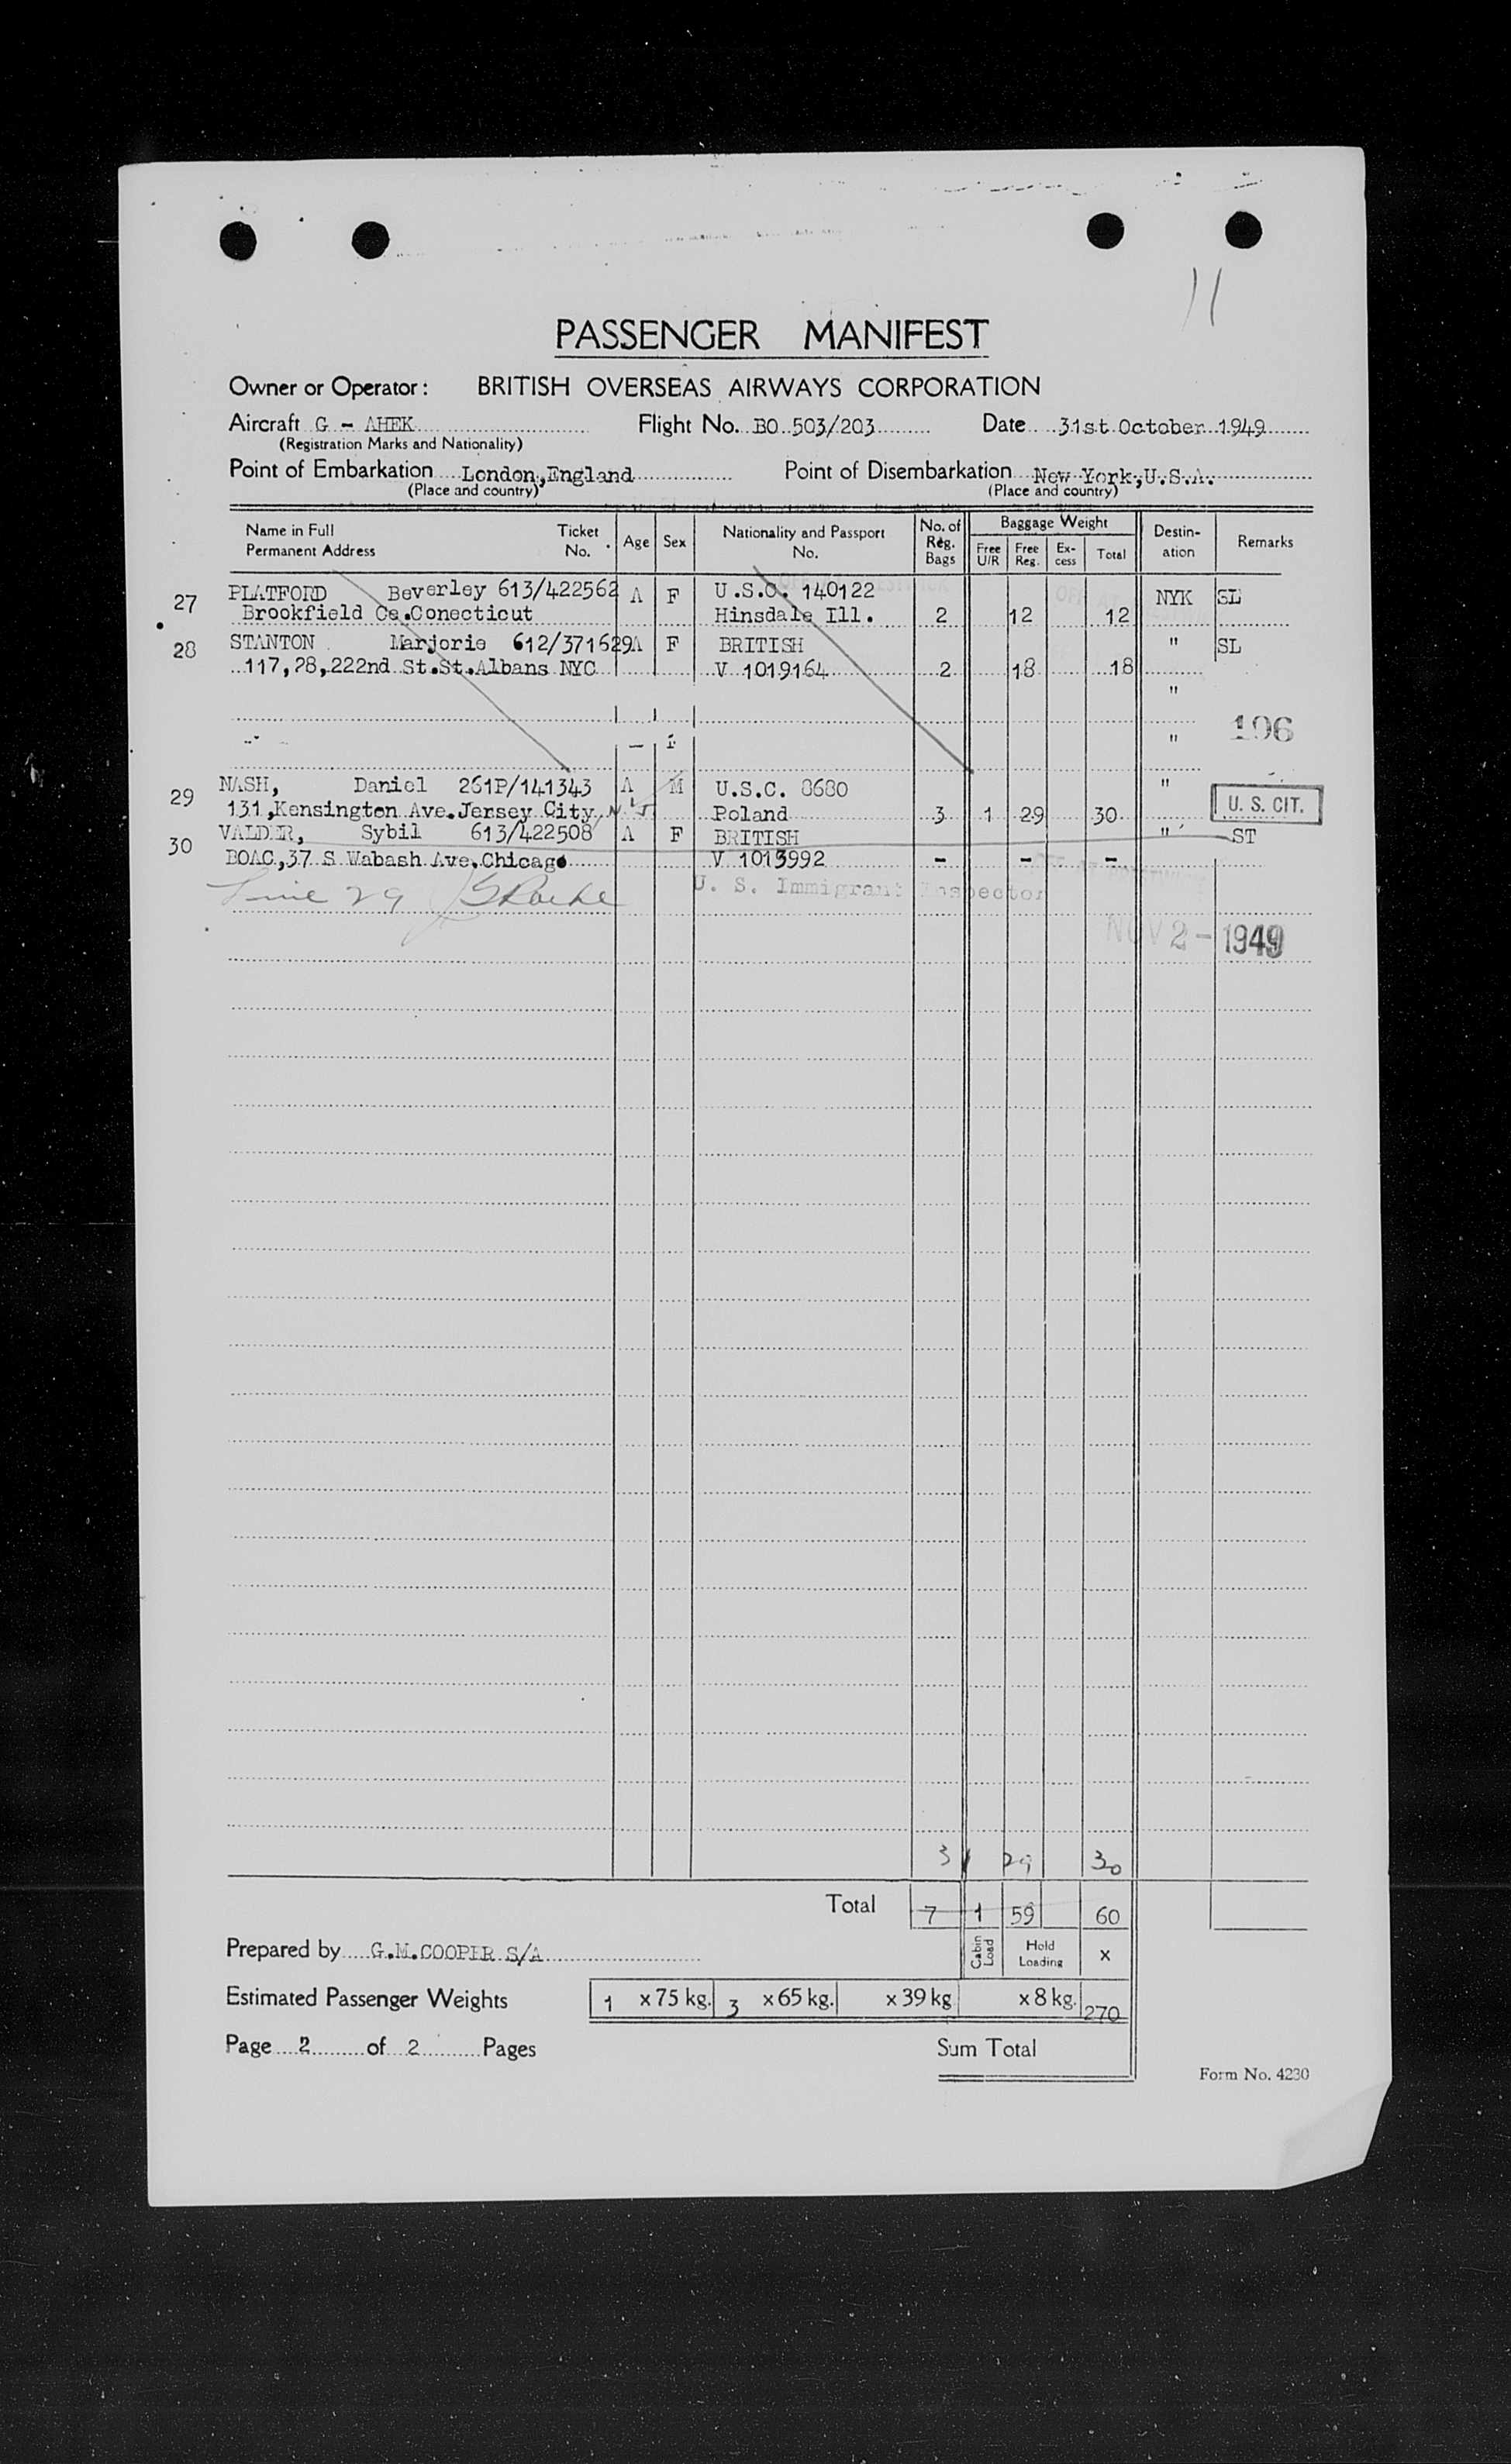 11
PASSENGER MANIFEST
Owner or Operator: BRITISH OVERSEAS AIRWAYS CORPORATION
Aircraft G - AHEK Flight No. BO 503/203 Date 31st October 1949
(Registration Marks and Nationality)
Point of Embarkation London, England Point of Disembarkation New York, U.S.A.
(Place and country) (Place and country)
Name in Full Permanent Address Ticket No. Age Sex Nationality and Passport No. No. of Reg. Bags Baggage Weight Free U/R Free Reg. Ex-cess Total Destin-ation Remarks
27 PLATFORD Beverley 613/422562 A F U.S.C. 140122 NYK SL
Brookfield Ce.Conecticut Hinsdale Ill. 2 12 12
28 STANTON Marjorie 612/371629 A F BRITISH " SL
117,28,222nd St.St.Albans NYC V 1019164 2 18 18
"
" 106
29 NASH, Daniel 261P/141343 A M U.S.C. 8680 "
131,Kensington Ave.Jersey City N.J. Poland 3 1 29 30 U. S. CIT.
30 VALDER, Sybil 613/422508 A F BRITISH " ST
BOAC,37 S Wabash Ave,Chicago V 1013992 - - -
Line 29 U. S. Immigrant Inspector
NOV 2 - 1949
3 1 29 30
Total 7 1 59 60
Prepared by G.M.COOPER S/A Cabin Load Hold Loading x
Estimated Passenger Weights 1 x 75 kg. 3 x 65 kg. x 39 kg x 8 kg. 270
Page 2 of 2 Pages Sum Total
Form No. 4230